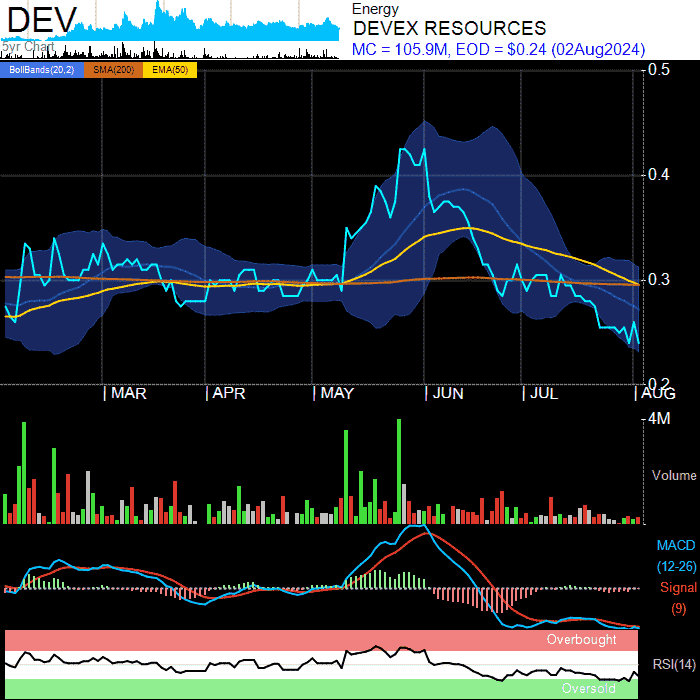 DEV
5yr Chart
Energy
DEVEX RESOURCES
MC = 105.9M, EOD = $0.24 (02Aug2024)
BollBands(20,2) SMA(200) EMA(50)
0.5
0.4
0.3
0.2
| MAR | APR | MAY | JUN | JUL | AUG
4M
Volume
MACD
(12-26)
Signal
(9)
Overbought
RSI(14)
Oversold